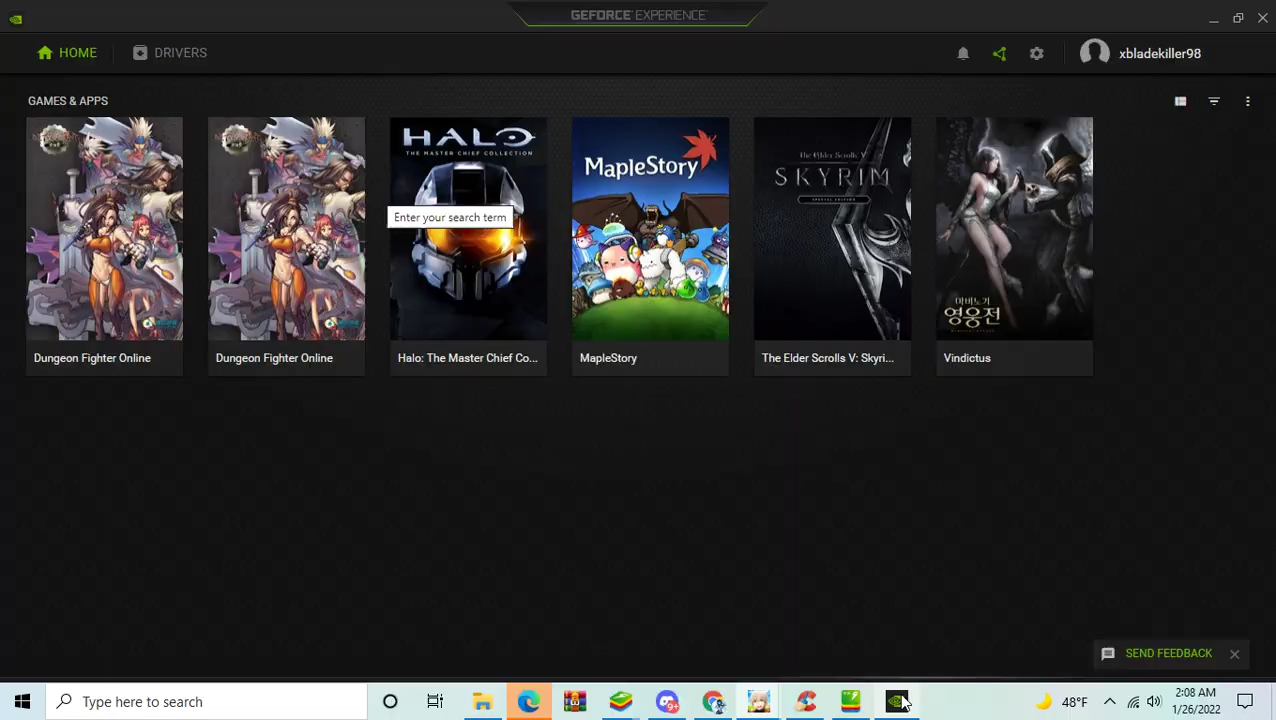 GEFORCE EXPERIENCE
HOME
DRIVERS
xbladekiller98
GAMES & APPS
HALO
THE MASTER CHIEF COLLECTION
Enter your search term
MapleStory
The Elder Scrolls V
SKYRIM
SPECIAL EDITION
마비노기
영웅전
Dungeon Fighter Online
Dungeon Fighter Online
Halo: The Master Chief Co...
MapleStory
The Elder Scrolls V: Skyri...
Vindictus
SEND FEEDBACK
Type here to search
9+
48°F
2:08 AM
1/26/2022